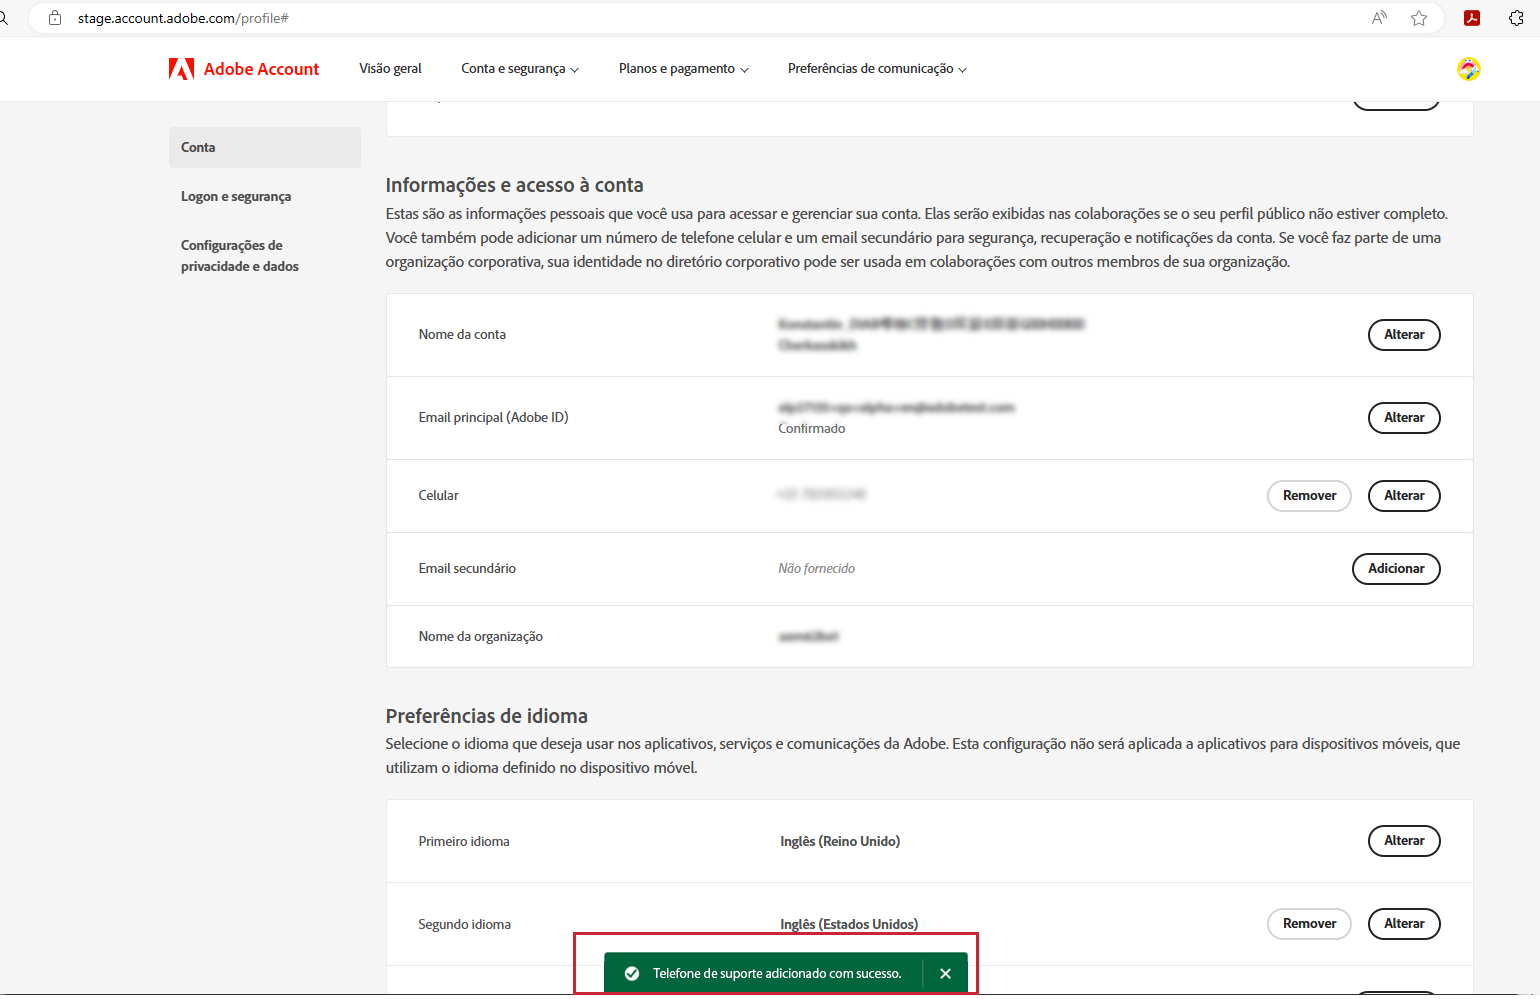 stage.account.adobe.com/profile#
Adobe Account
Visão geral
Conta e segurança
Planos e pagamento
Preferências de comunicação
Conta
Logon e segurança
Configurações de
privacidade e dados
Informações e acesso à conta
Estas são as informações pessoais que você usa para acessar e gerenciar sua conta. Elas serão exibidas nas colaborações se o seu perfil público não estiver completo.
Você também pode adicionar um número de telefone celular e um email secundário para segurança, recuperação e notificações da conta. Se você faz parte de uma
organização corporativa, sua identidade no diretório corporativo pode ser usada em colaborações com outros membros de sua organização.
Nome da conta
Alterar
Email principal (Adobe ID)
Confirmado
Alterar
Celular
Remover
Alterar
Email secundário
Não fornecido
Adicionar
Nome da organização
Preferências de idioma
Selecione o idioma que deseja usar nos aplicativos, serviços e comunicações da Adobe. Esta configuração não será aplicada a aplicativos para dispositivos móveis, que
utilizam o idioma definido no dispositivo móvel.
Primeiro idioma
Inglês (Reino Unido)
Alterar
Segundo idioma
Inglês (Estados Unidos)
Remover
Alterar
Telefone de suporte adicionado com sucesso.